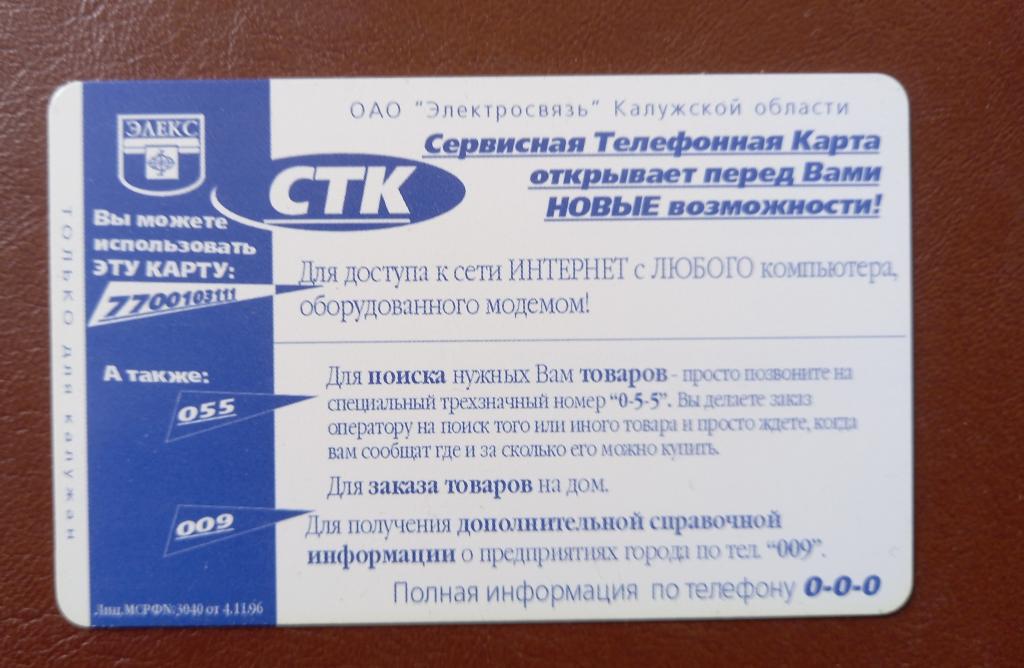 ОАО "Электросвязь" Калужской области
ЭЛЕКС
СТК
Сервисная Телефонная Карта
открывает перед Вами
НОВЫЕ возможности!
только для калужан
Вы можете
использовать
ЭТУ КАРТУ:
7700103111
Для доступа к сети ИНТЕРНЕТ с ЛЮБОГО компьютера,
оборудованного модемом!
А также:
055
Для поиска нужных Вам товаров - просто позвоните на
специальный трехзначный номер "0-5-5". Вы делаете заказ
оператору на поиск того или иного товара и просто ждете, когда
вам сообщат где и за сколько его можно купить.
Для заказа товаров на дом.
009
Для получения дополнительной справочной
информации о предприятиях города по тел. "009".
Полная информация по телефону 0-0-0
Лиц.МСРФ№3040 от 4.11.96